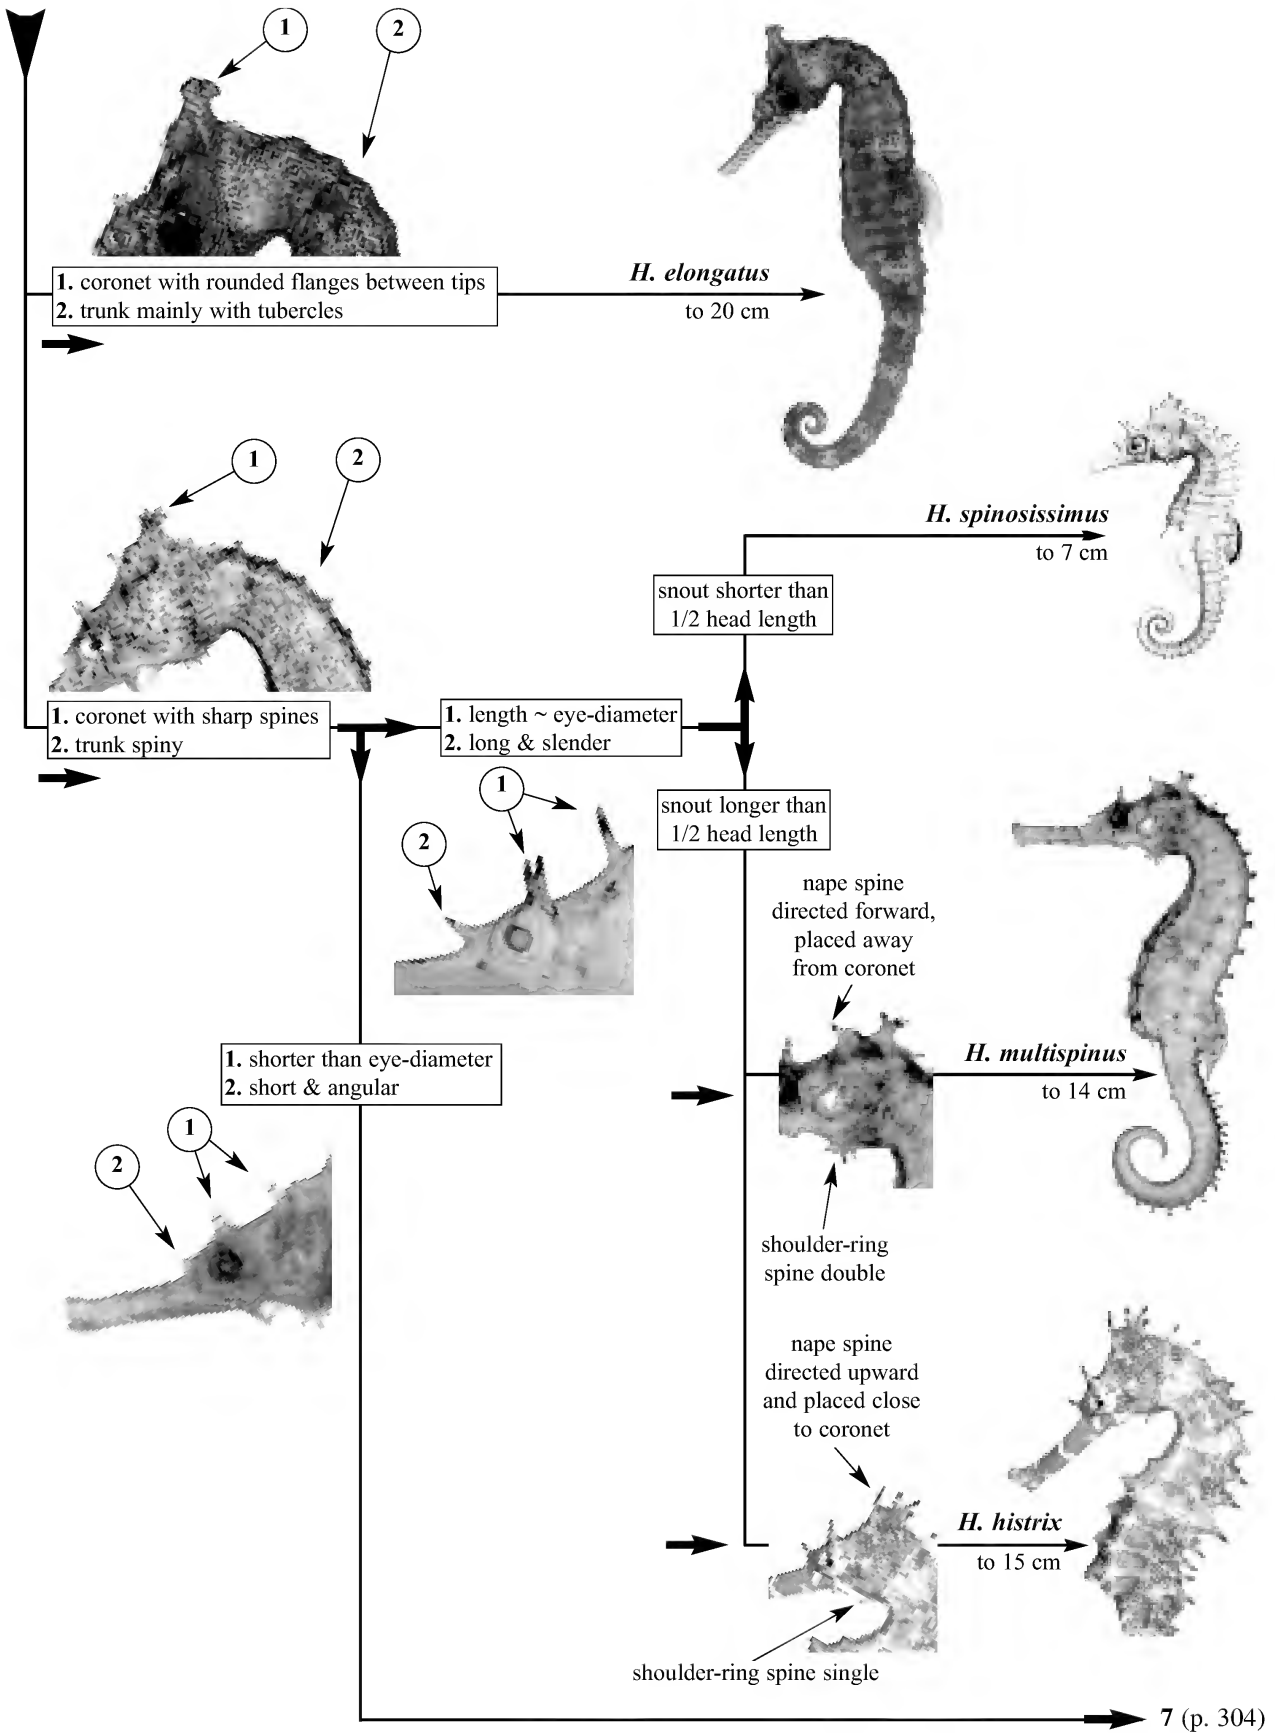 1
2
1. coronet with rounded flanges between tips
2. trunk mainly with tubercles
H. elongatus
to 20 cm
1
2
H. spinosissimus
to 7 cm
snout shorter than
1/2 head length
1. coronet with sharp spines
2. trunk spiny
1. length ~ eye-diameter
2. long & slender
1
2
snout longer than
1/2 head length
nape spine
directed forward,
placed away
from coronet
H. multispinus
to 14 cm
shoulder-ring
spine double
1. shorter than eye-diameter
2. short & angular
1
2
nape spine
directed upward
and placed close
to coronet
H. histrix
to 15 cm
shoulder-ring spine single
7 (p. 304)